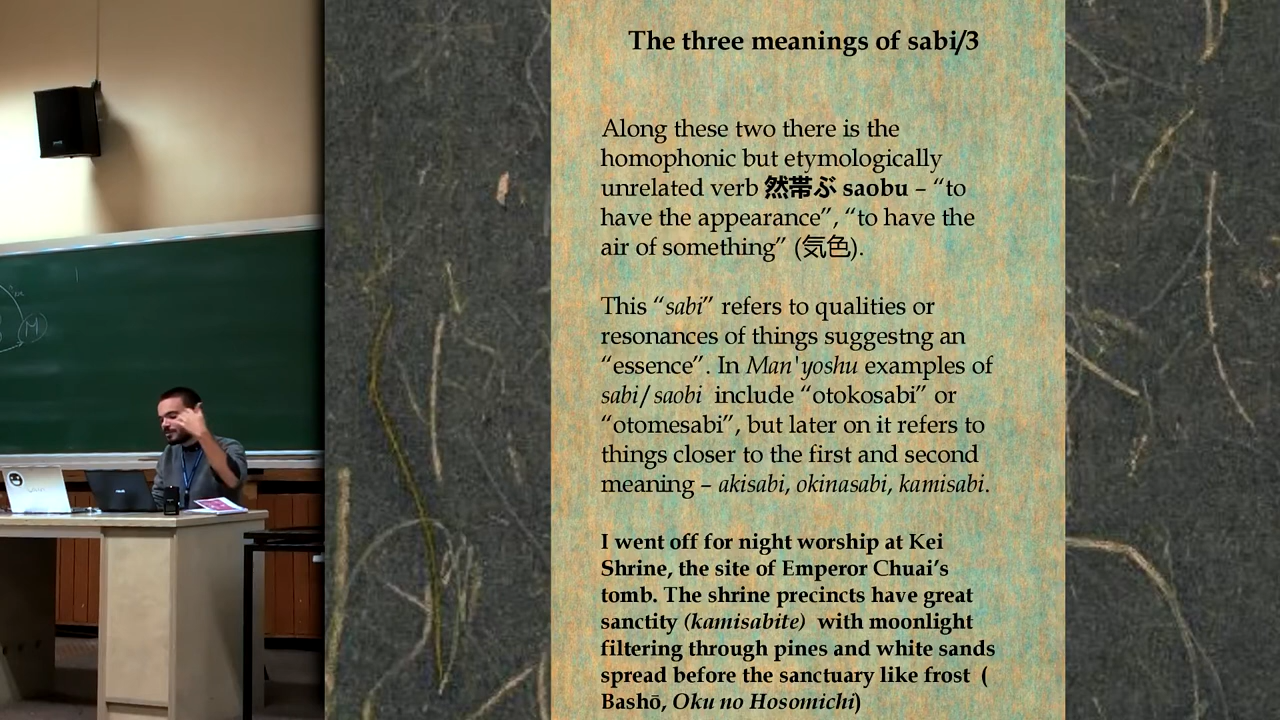 The three meanings of sabi/3
Along these two there is the
homophonic but etymologically
unrelated verb 然帯ぶ saobu – “to
have the appearance”, “to have the
air of something” (気色).
This “sabi” refers to qualities or
resonances of things suggestng an
“essence”. In Man'yoshu examples of
sabi/saobi include “otokosabi” or
“otomesabi”, but later on it refers to
things closer to the first and second
meaning – akisabi, okinasabi, kamisabi.
I went off for night worship at Kei
Shrine, the site of Emperor Chuai’s
tomb. The shrine precincts have great
sanctity (kamisabite) with moonlight
filtering through pines and white sands
spread before the sanctuary like frost (
Bashō, Oku no Hosomichi)